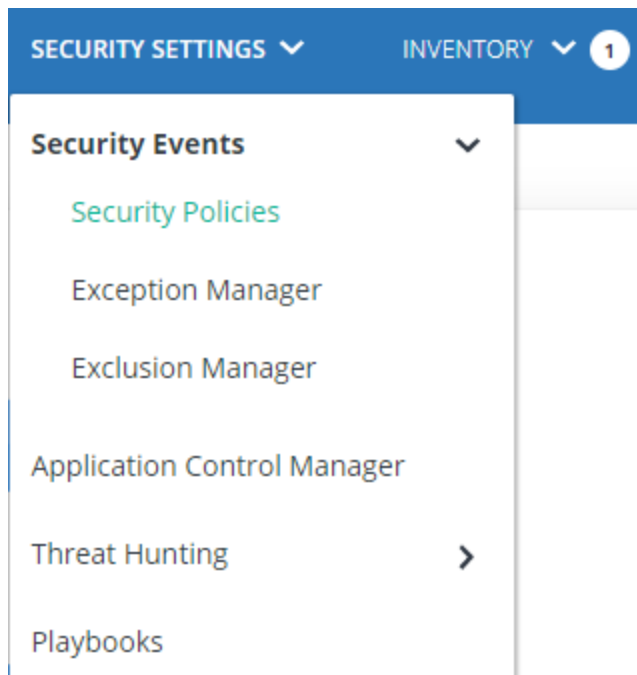 SECURITY SETTINGS INVENTORY 1
Security Events
Security Policies
Exception Manager
Exclusion Manager
Application Control Manager
Threat Hunting
Playbooks